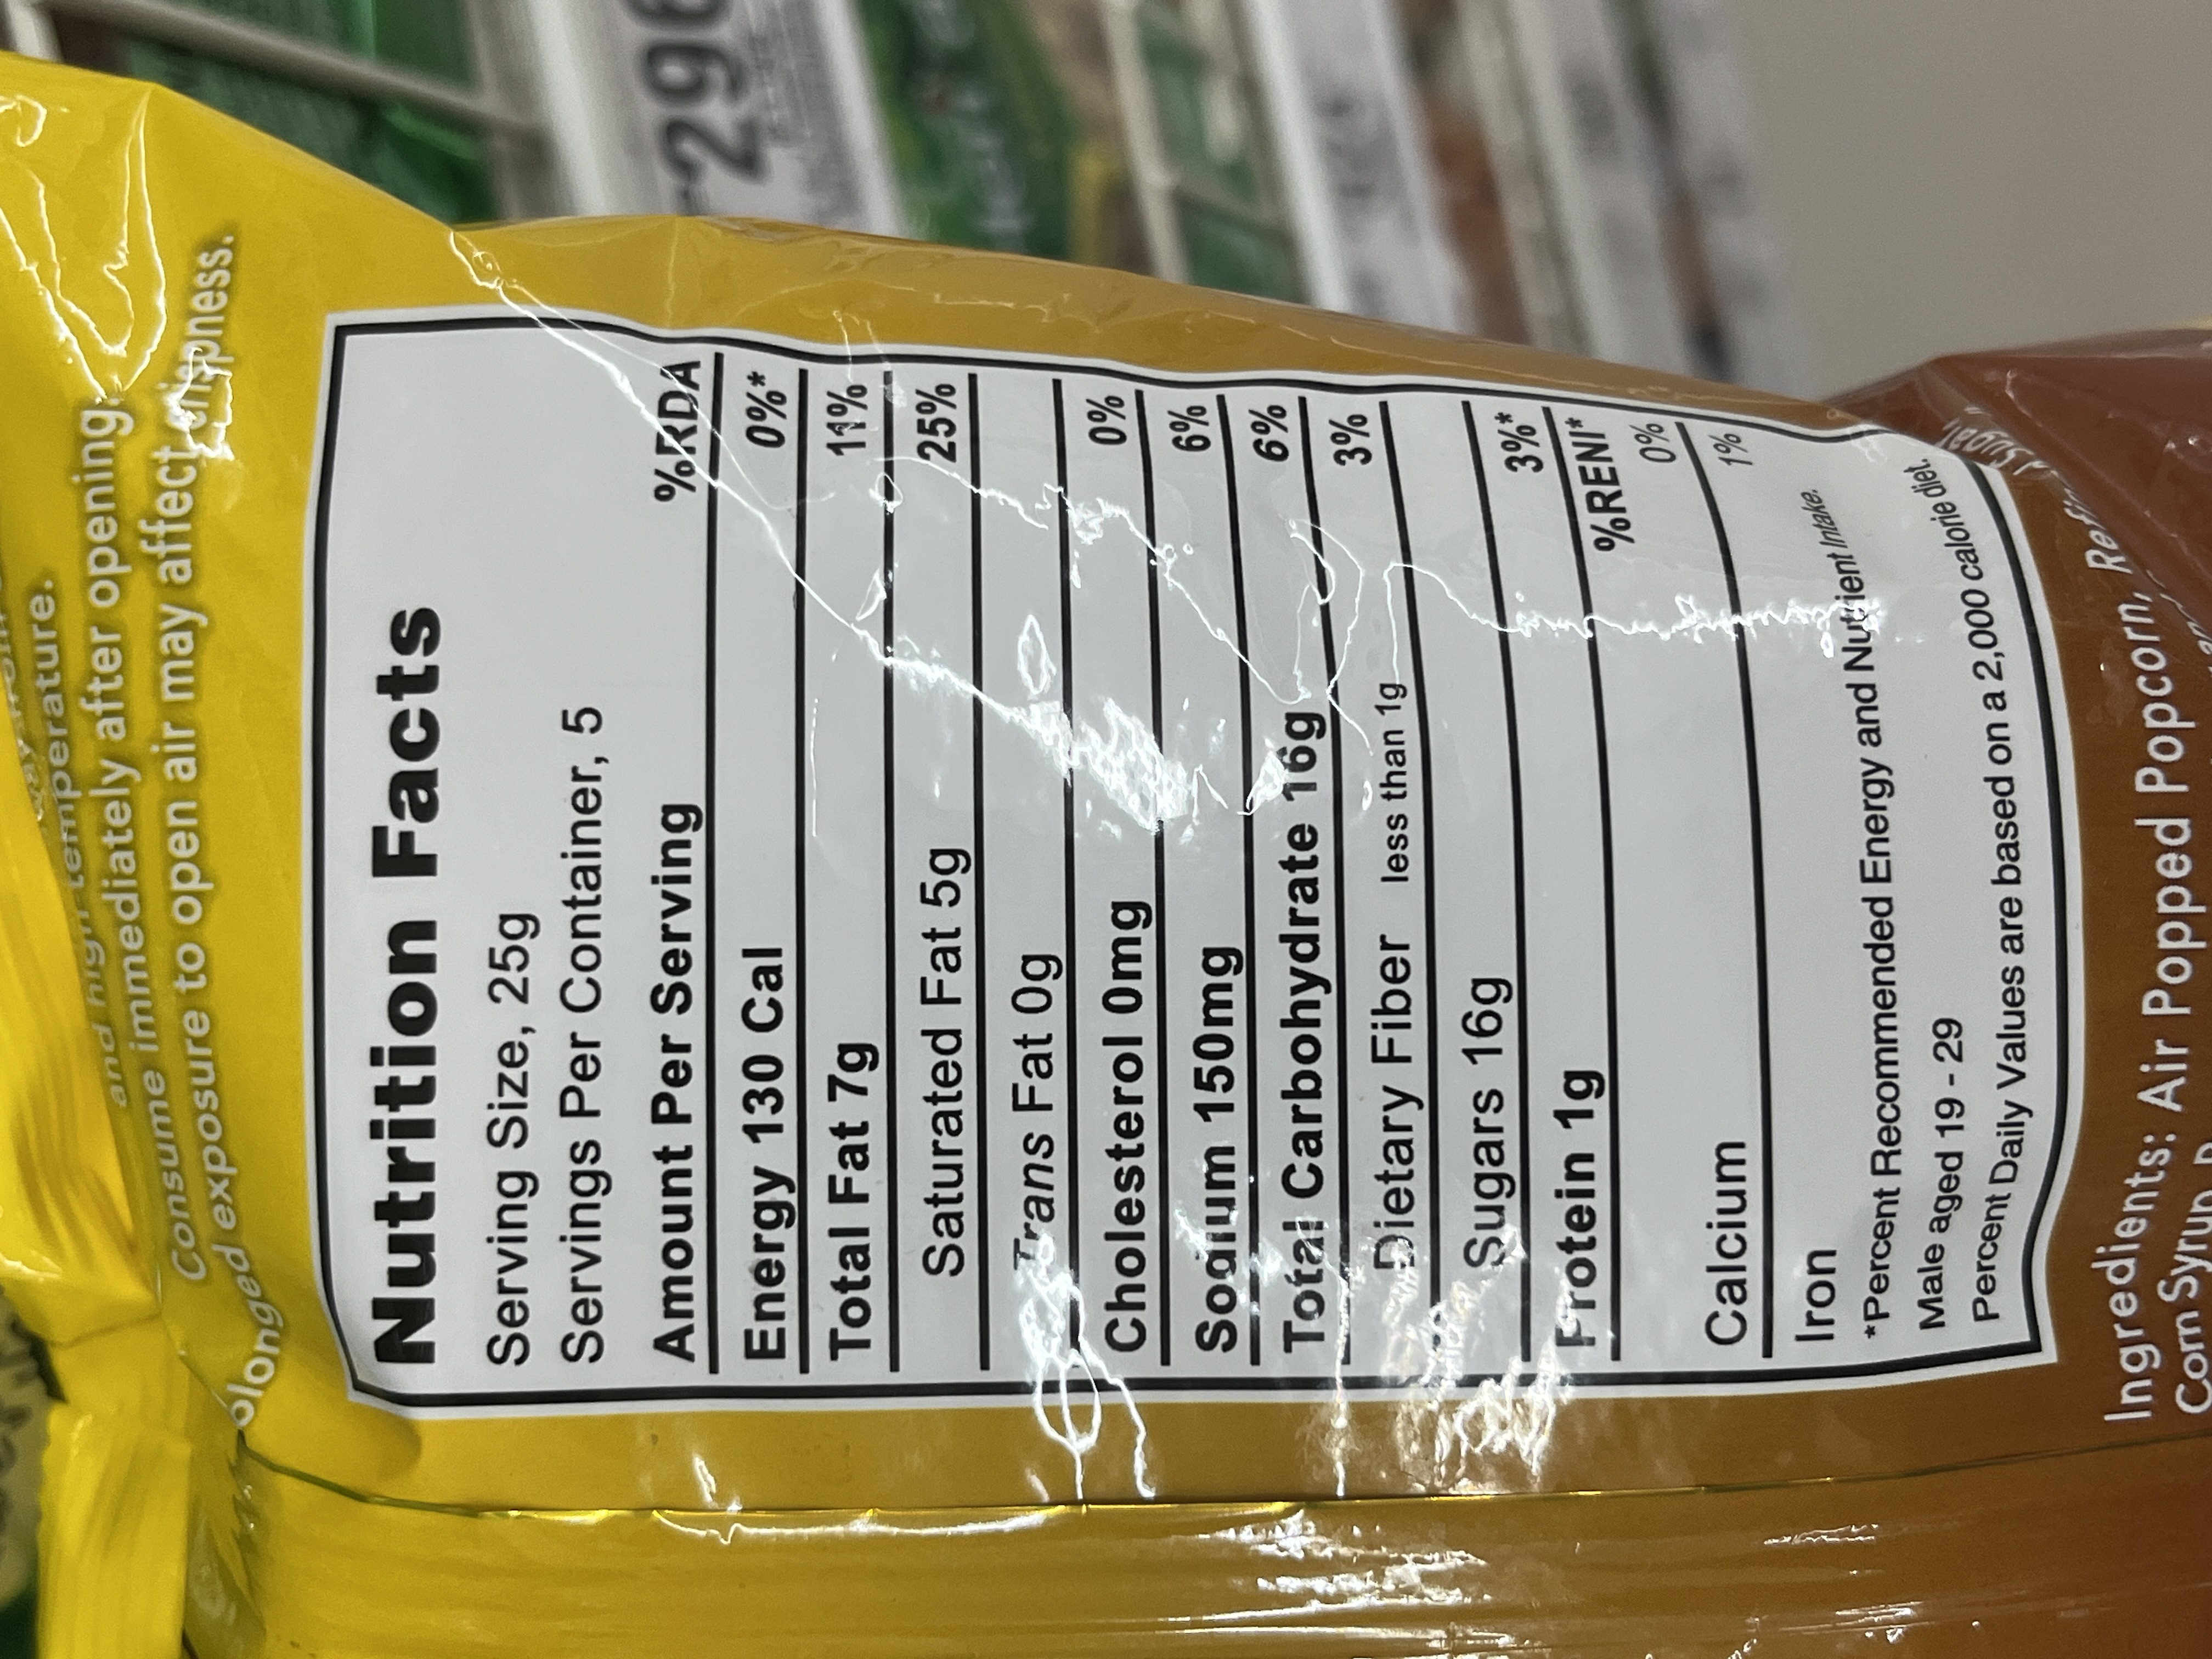 and high temperature.
Consume immediately after opening.
exposure to open air may affect crispness.
Nutrition Facts
Serving Size, 25g
Servings Per Container, 5
Amount Per Serving %RDA
Energy 130 Cal 0%*
Total Fat 7g 11%
Saturated Fat 5g 25%
Trans Fat 0g
Cholesterol 0mg 0%
Sodium 150mg 6%
Total Carbohydrate 16g 6%
Dietary Fiber less than 1g 3%
Sugars 16g
Protein 1g 3%*
%RENI*
Calcium 0%
Iron 1%
*Percent Recommended Energy and Nutrient Intake.
Male aged 19 - 29
Percent Daily Values are based on a 2,000 calorie diet.
Ingredients: Air Popped Popcorn, Refined Sugar,
Corn Syrup,
296